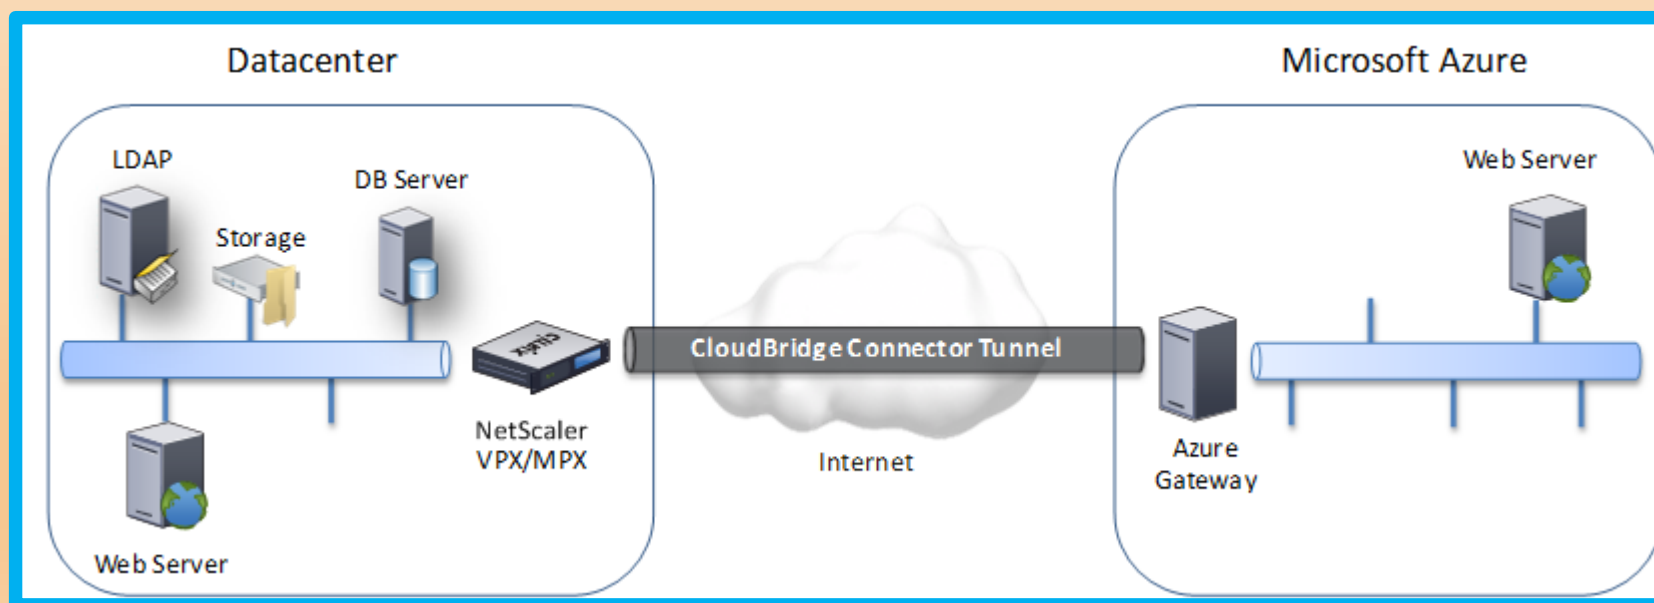 Datacenter
Microsoft Azure
LDAP
Storage
DB Server
Web Server
citrix
CloudBridge Connector Tunnel
NetScaler
VPX/MPX
Internet
Azure
Gateway
Web Server